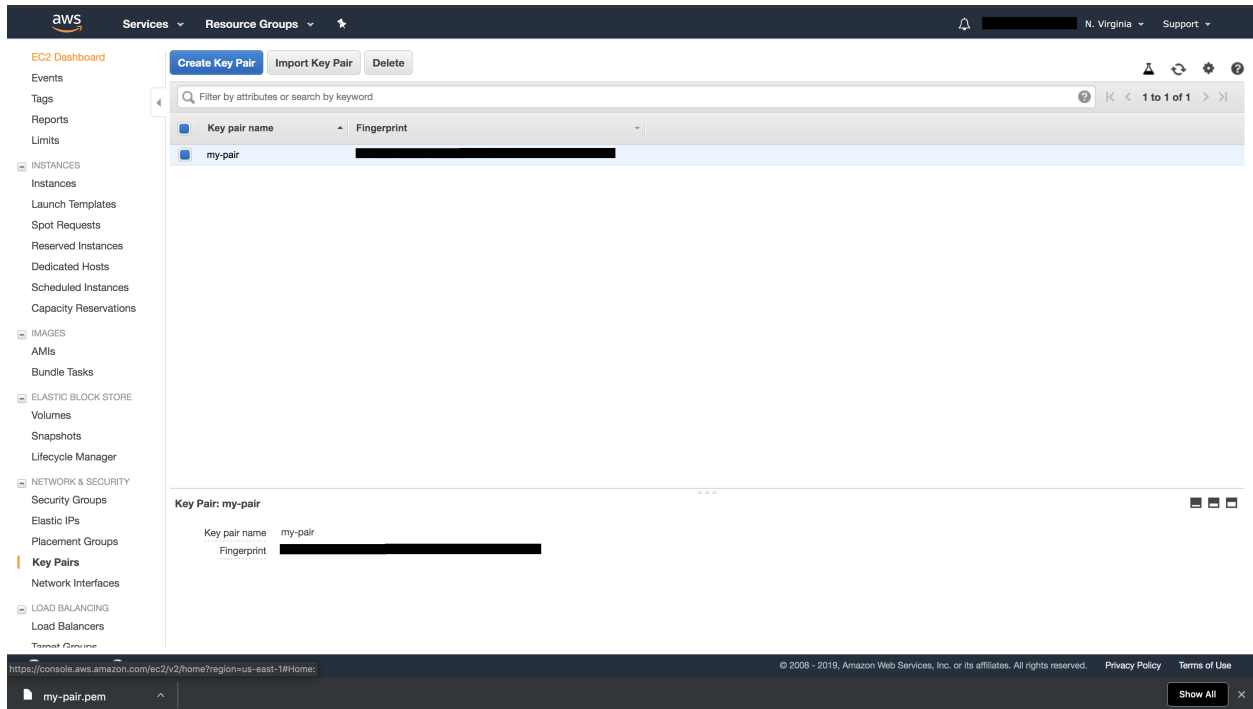 aws Services Resource Groups N. Virginia Support
EC2 Dashboard
Events
Tags
Reports
Limits
INSTANCES
Instances
Launch Templates
Spot Requests
Reserved Instances
Dedicated Hosts
Scheduled Instances
Capacity Reservations
IMAGES
AMIs
Bundle Tasks
ELASTIC BLOCK STORE
Volumes
Snapshots
Lifecycle Manager
NETWORK & SECURITY
Security Groups
Elastic IPs
Placement Groups
Key Pairs
Network Interfaces
LOAD BALANCING
Load Balancers
Target Groups
Create Key Pair Import Key Pair Delete
Filter by attributes or search by keyword 1 to 1 of 1
Key pair name Fingerprint
my-pair
Key Pair: my-pair
Key pair name my-pair
Fingerprint
https://console.aws.amazon.com/ec2/v2/home?region=us-east-1#Home:
© 2008 - 2019, Amazon Web Services, Inc. or its affiliates. All rights reserved. Privacy Policy Terms of Use
my-pair.pem Show All